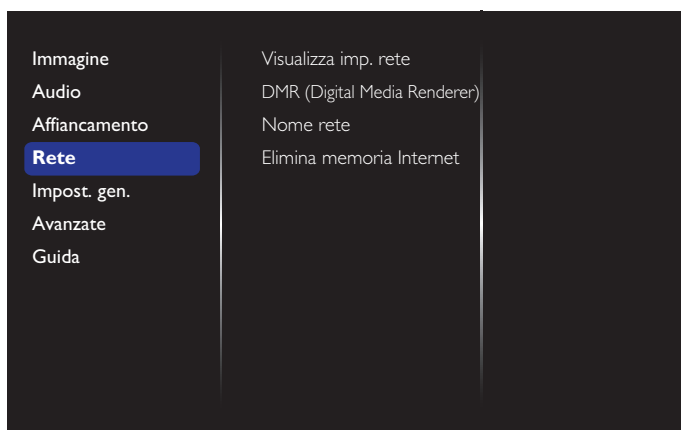 Immagine
Audio
Affiancamento
Rete
Impost. gen.
Avanzate
Guida
Visualizza imp. rete
DMR (Digital Media Renderer)
Nome rete
Elimina memoria Internet